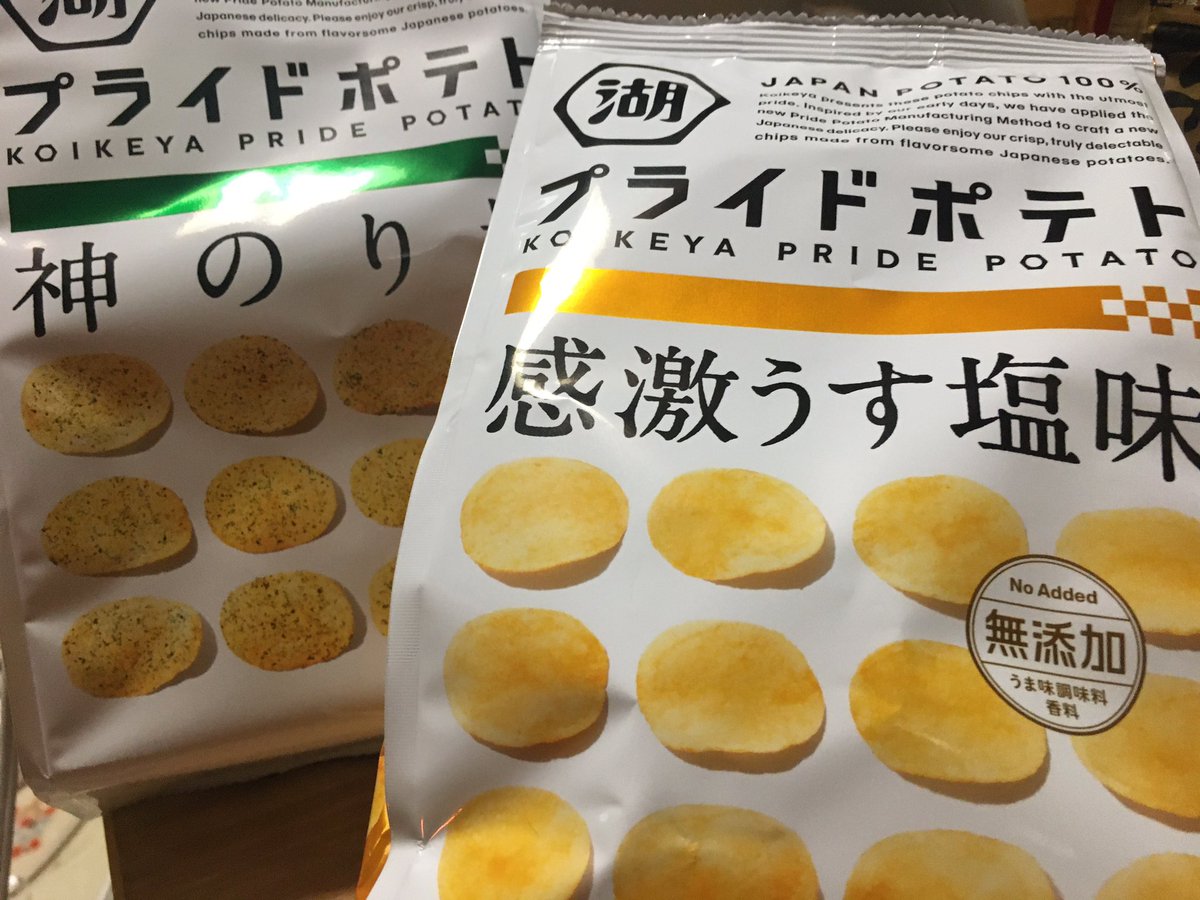 湖
new Pride Potato Manufacturing
Japanese delicacy. Please enjoy our crisp, truly
chips made from flavorsome Japanese potatoes.
プライドポテト
KOIKEYA PRIDE POTAT
神のり
湖
JAPAN POTATO 100%
Koikeya presents these potato chips with the utmost
pride. Inspired by our early days, we have applied the
new Pride Potato Manufacturing Method to craft a new
Japanese delicacy. Please enjoy our crisp, truly delectable
chips made from flavorsome Japanese potatoes.
プライドポテト
KOIKEYA PRIDE POTATO
感激うす塩味
No Added
無添加
うま味調味料
香料